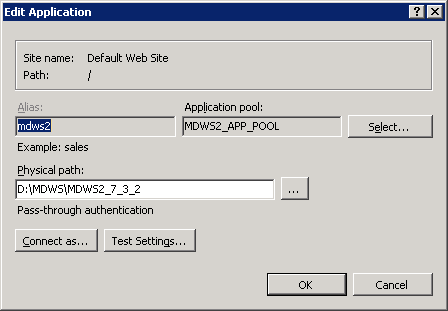 Edit Application
Site name: Default Web Site
Path: /
Alias: Application pool:
mdws2 MDWS2_APP_POOL Select...
Example: sales
Physical path:
D:\MDWS\MDWS2_7_3_2 ...
Pass-through authentication
Connect as... Test Settings...
OK Cancel